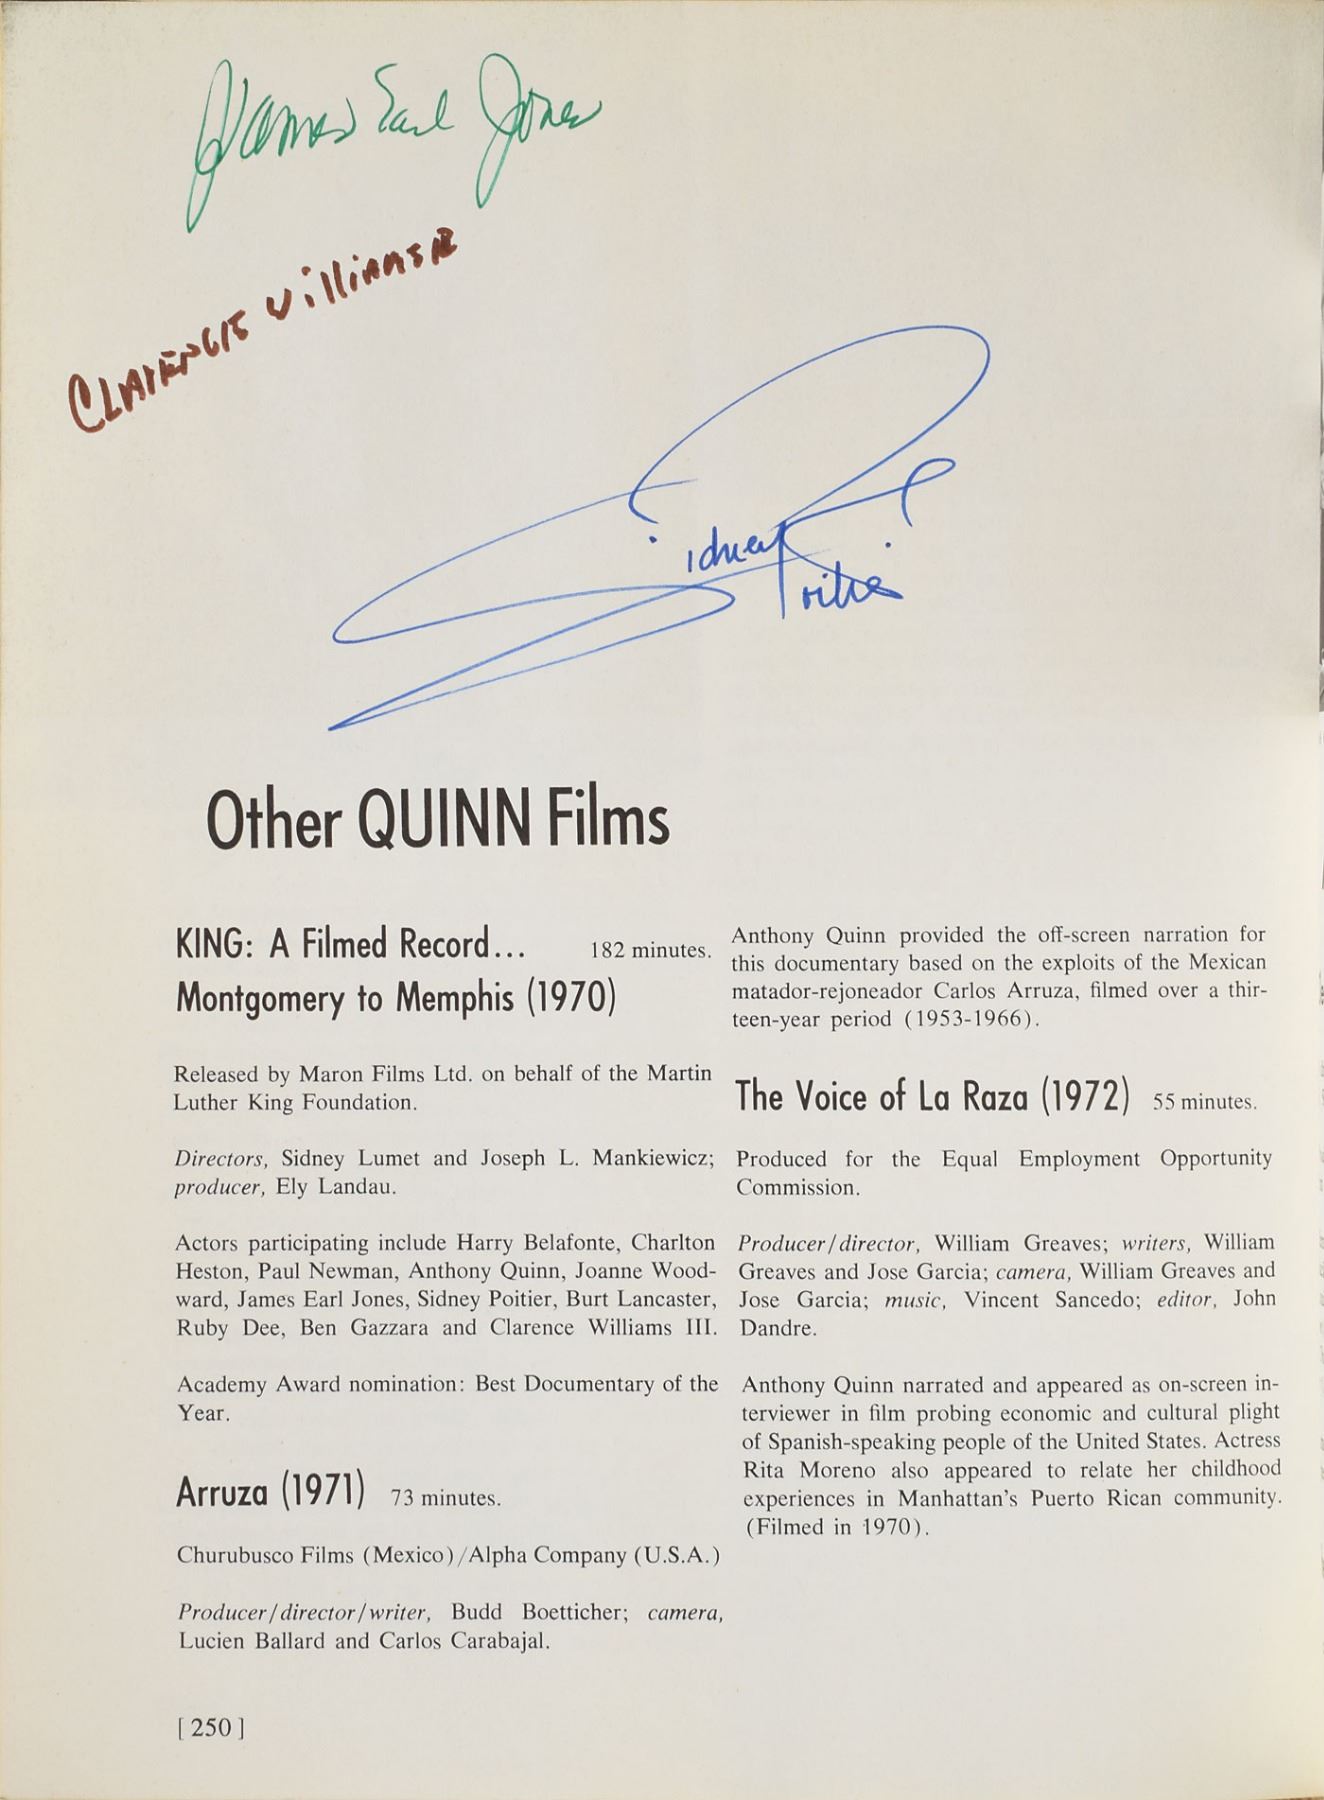 James Earl Jones
Clarence Williams III
Sidney Poitier
Other QUINN Films
KING: A Filmed Record... 182 minutes.
Montgomery to Memphis (1970)
Released by Maron Films Ltd. on behalf of the Martin
Luther King Foundation.
Directors, Sidney Lumet and Joseph L. Mankiewicz;
producer, Ely Landau.
Actors participating include Harry Belafonte, Charlton
Heston, Paul Newman, Anthony Quinn, Joanne Wood-
ward, James Earl Jones, Sidney Poitier, Burt Lancaster,
Ruby Dee, Ben Gazzara and Clarence Williams III.
Academy Award nomination: Best Documentary of the
Year.
Arruza (1971) 73 minutes.
Churubusco Films (Mexico)/Alpha Company (U.S.A.)
Producer/director/writer, Budd Boetticher; camera,
Lucien Ballard and Carlos Carabajal.
Anthony Quinn provided the off-screen narration for
this documentary based on the exploits of the Mexican
matador-rejoneador Carlos Arruza, filmed over a thir-
teen-year period (1953-1966).
The Voice of La Raza (1972) 55 minutes.
Produced for the Equal Employment Opportunity
Commission.
Producer/director, William Greaves; writers, William
Greaves and Jose Garcia; camera, William Greaves and
Jose Garcia; music, Vincent Sancedo; editor, John
Dandre.
Anthony Quinn narrated and appeared as on-screen in-
terviewer in film probing economic and cultural plight
of Spanish-speaking people of the United States. Actress
Rita Moreno also appeared to relate her childhood
experiences in Manhattan's Puerto Rican community.
(Filmed in 1970).
[ 250 ]